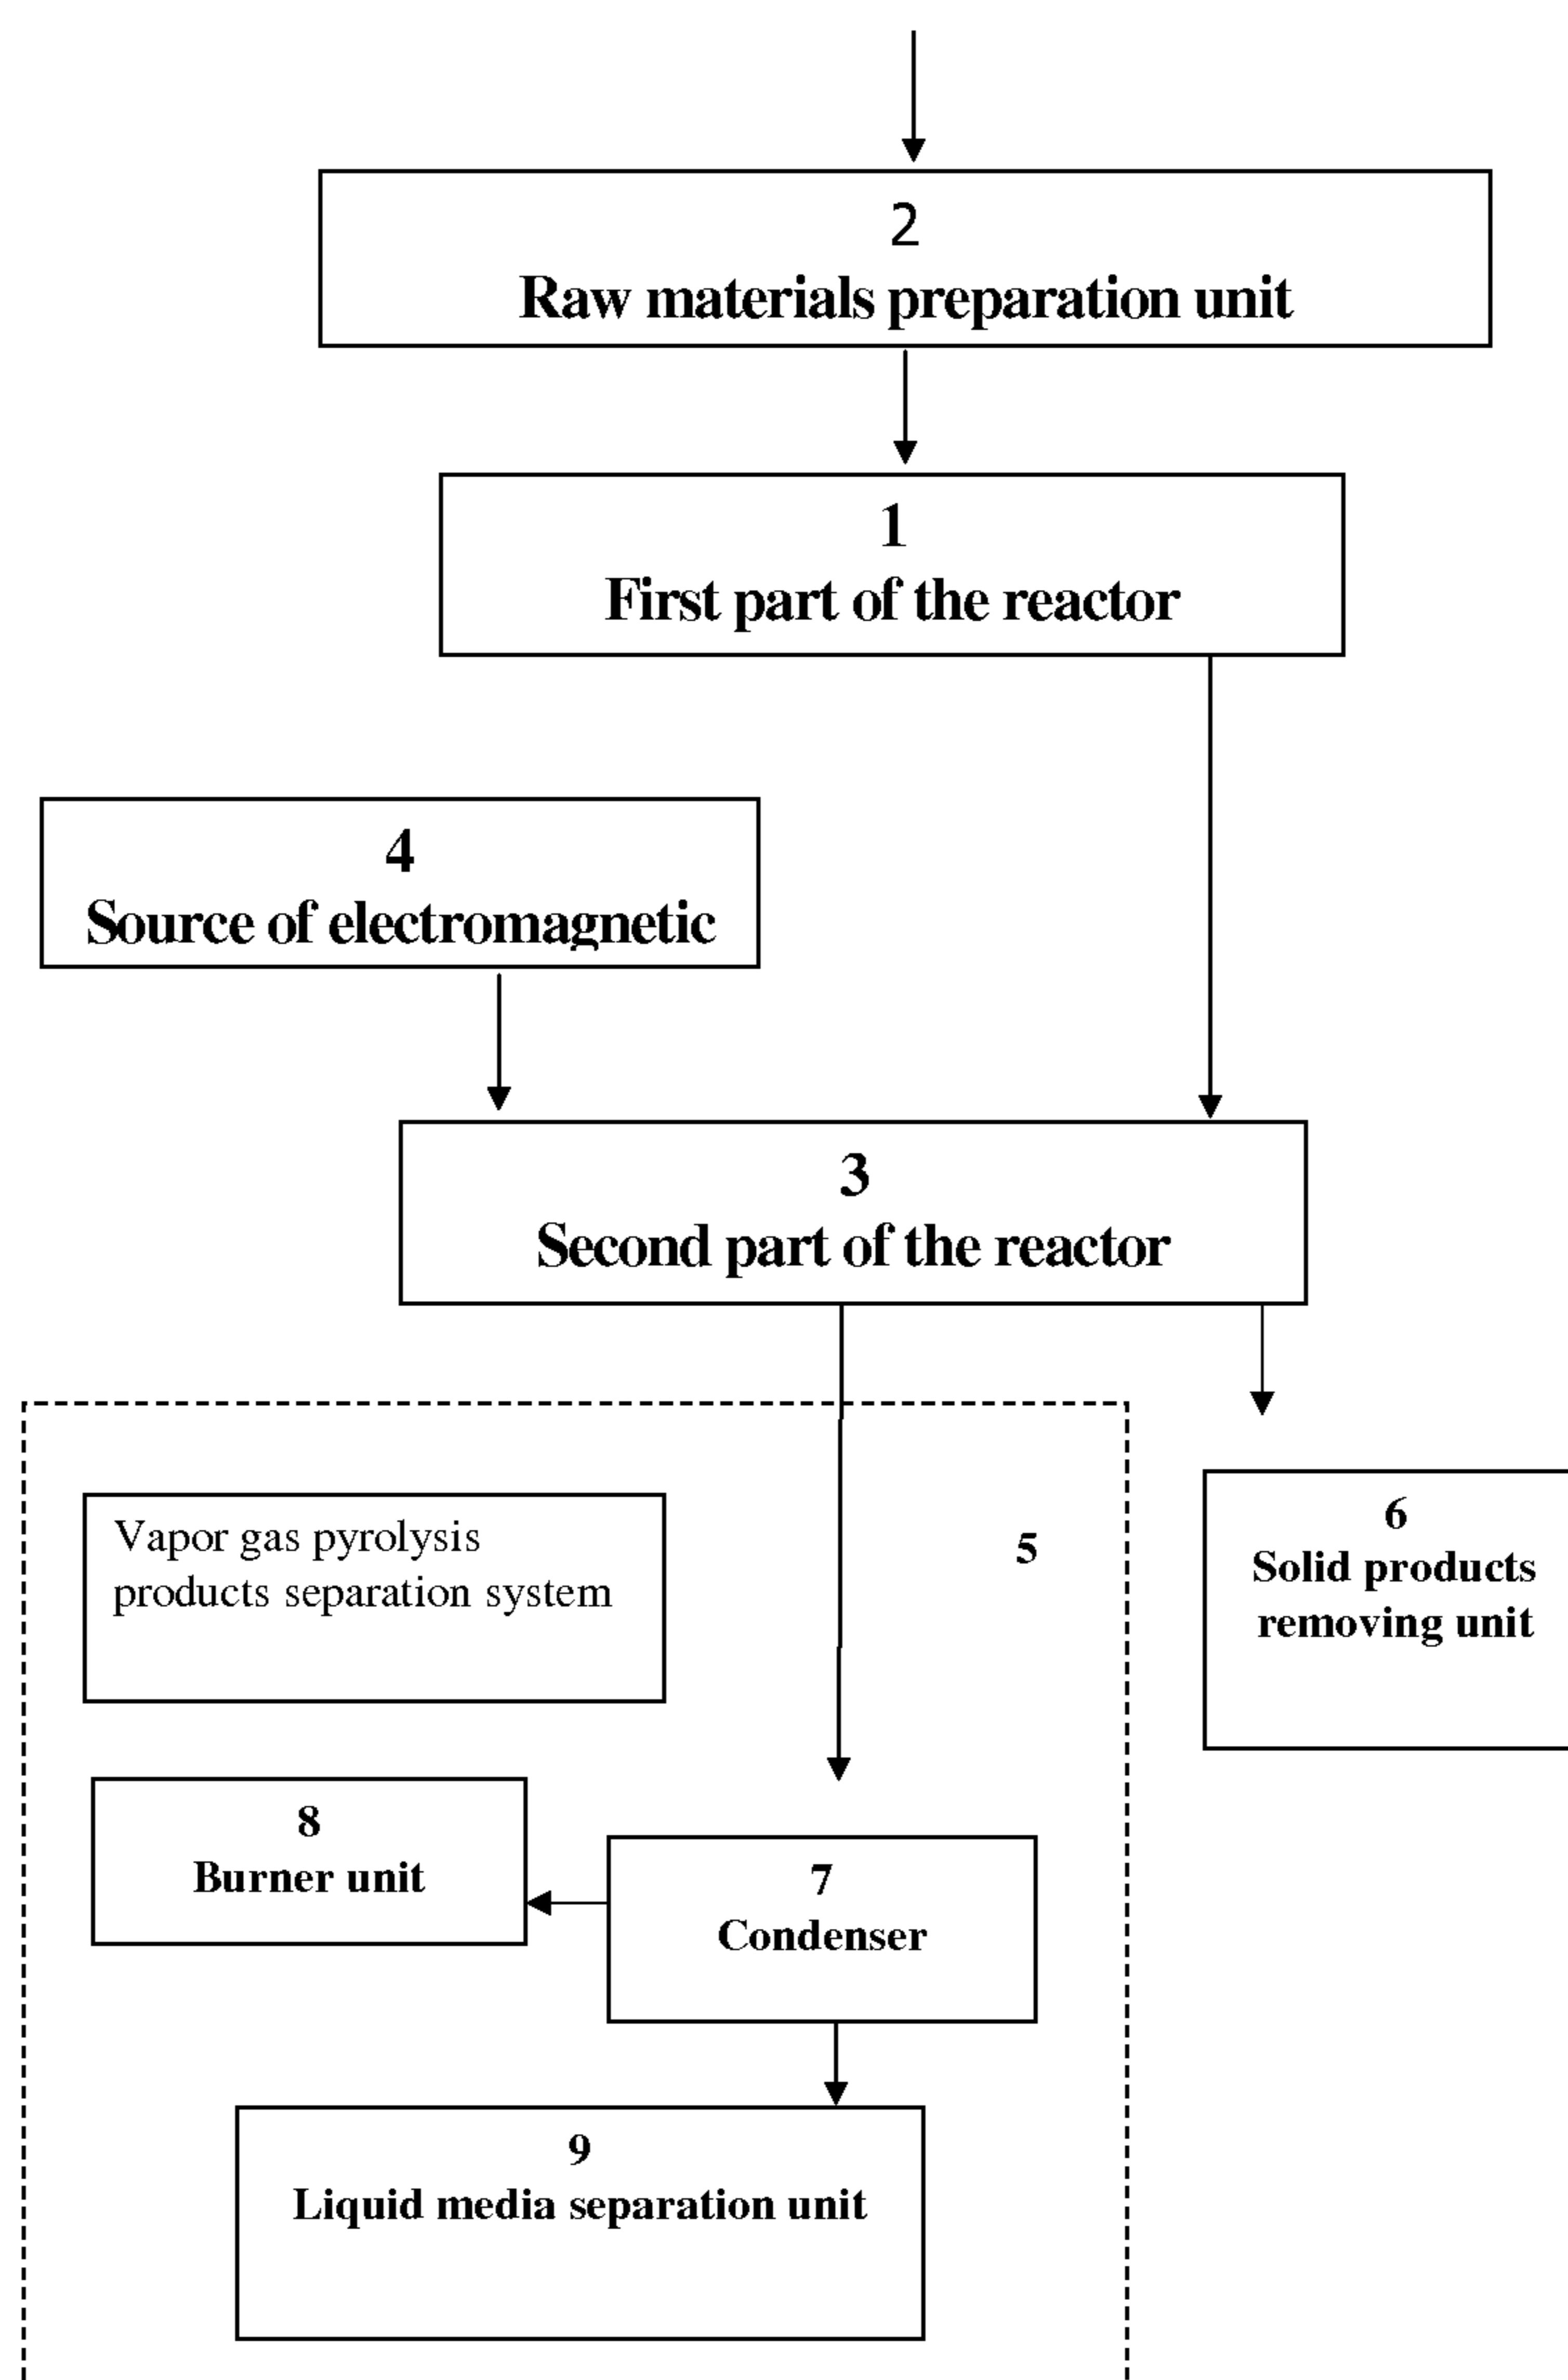 2
Raw materials preparation unit
1
First part of the reactor
4
Source of electromagnetic
3
Second part of the reactor
Vapor gas pyrolysis
products separation system
5
6
Solid products
removing unit
8
Burner unit
7
Condenser
9
Liquid media separation unit